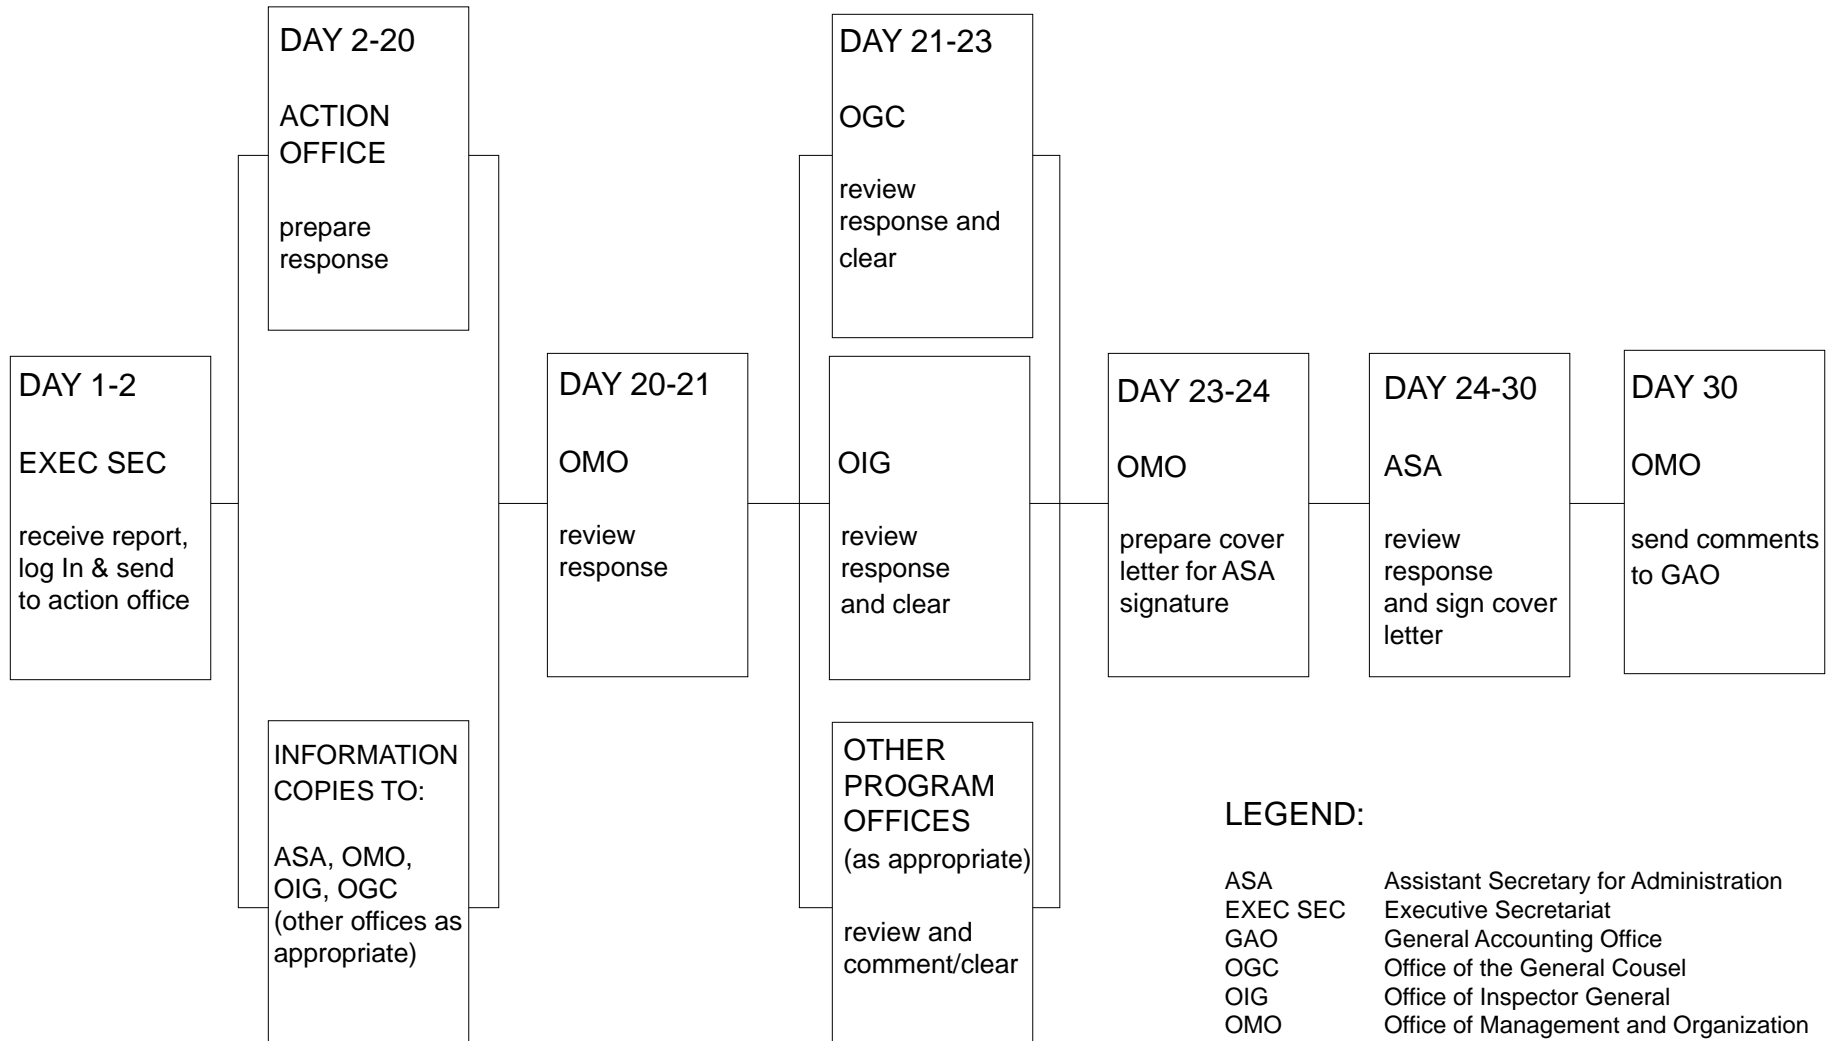 DAY 1-2
EXEC SEC
receive report,
log In & send
to action office
DAY 2-20
ACTION
OFFICE
prepare
response
INFORMATION
COPIES TO:
ASA, OMO,
OIG, OGC
(other offices as
appropriate)
DAY 20-21
OMO
review
response
DAY 21-23
OGC
review
response and
clear
OIG
review
response
and clear
OTHER
PROGRAM
OFFICES
(as appropriate)
review and
comment/clear
DAY 23-24
OMO
prepare cover
letter for ASA
signature
DAY 24-30
ASA
review
response
and sign cover
letter
DAY 30
OMO
send comments
to GAO
LEGEND:
ASA Assistant Secretary for Administration
EXEC SEC Executive Secretariat
GAO General Accounting Office
OGC Office of the General Cousel
OIG Office of Inspector General
OMO Office of Management and Organization